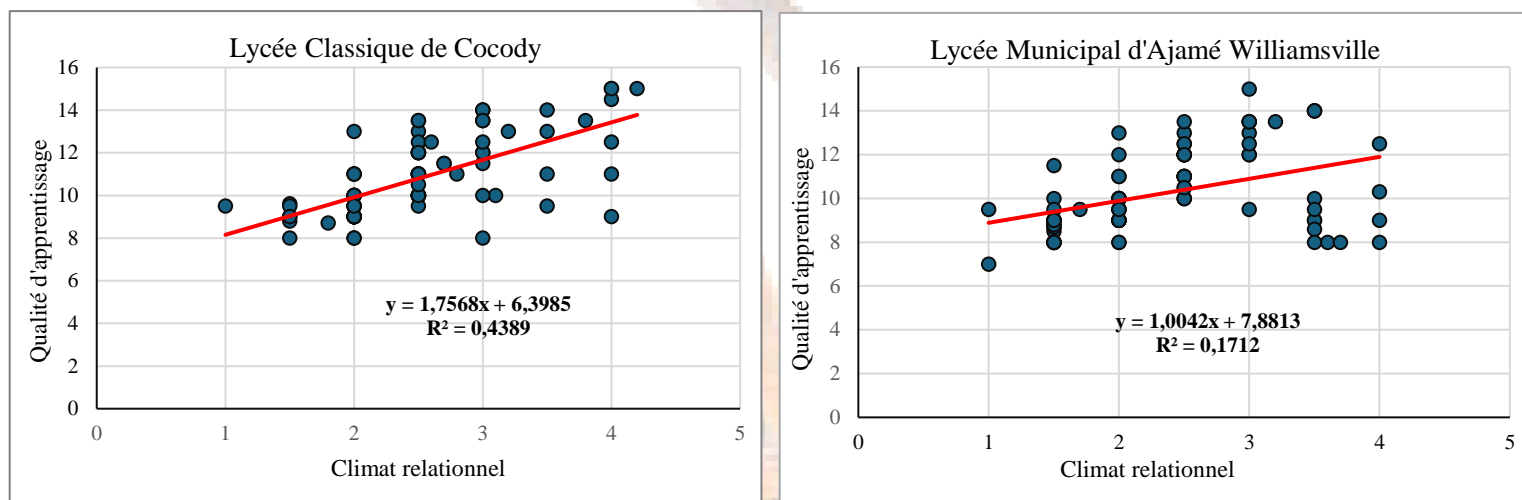 Lycée Classique de Cocody
16
14
12
10
8
6
4
2
0
Qualité d'apprentissage
y = 1,7568x + 6,3985
R² = 0,4389
0 1 2 3 4 5
Climat relationnel
Lycée Municipal d'Ajamé Williamsville
16
14
12
10
8
6
4
2
0
Qualité d'apprentissage
y = 1,0042x + 7,8813
R² = 0,1712
0 1 2 3 4 5
Climat relationnel